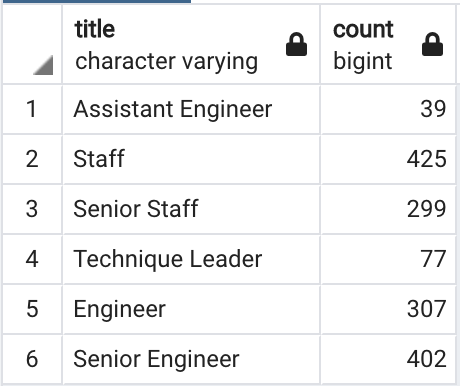 title count
character varying bigint
1 Assistant Engineer 39
2 Staff 425
3 Senior Staff 299
4 Technique Leader 77
5 Engineer 307
6 Senior Engineer 402